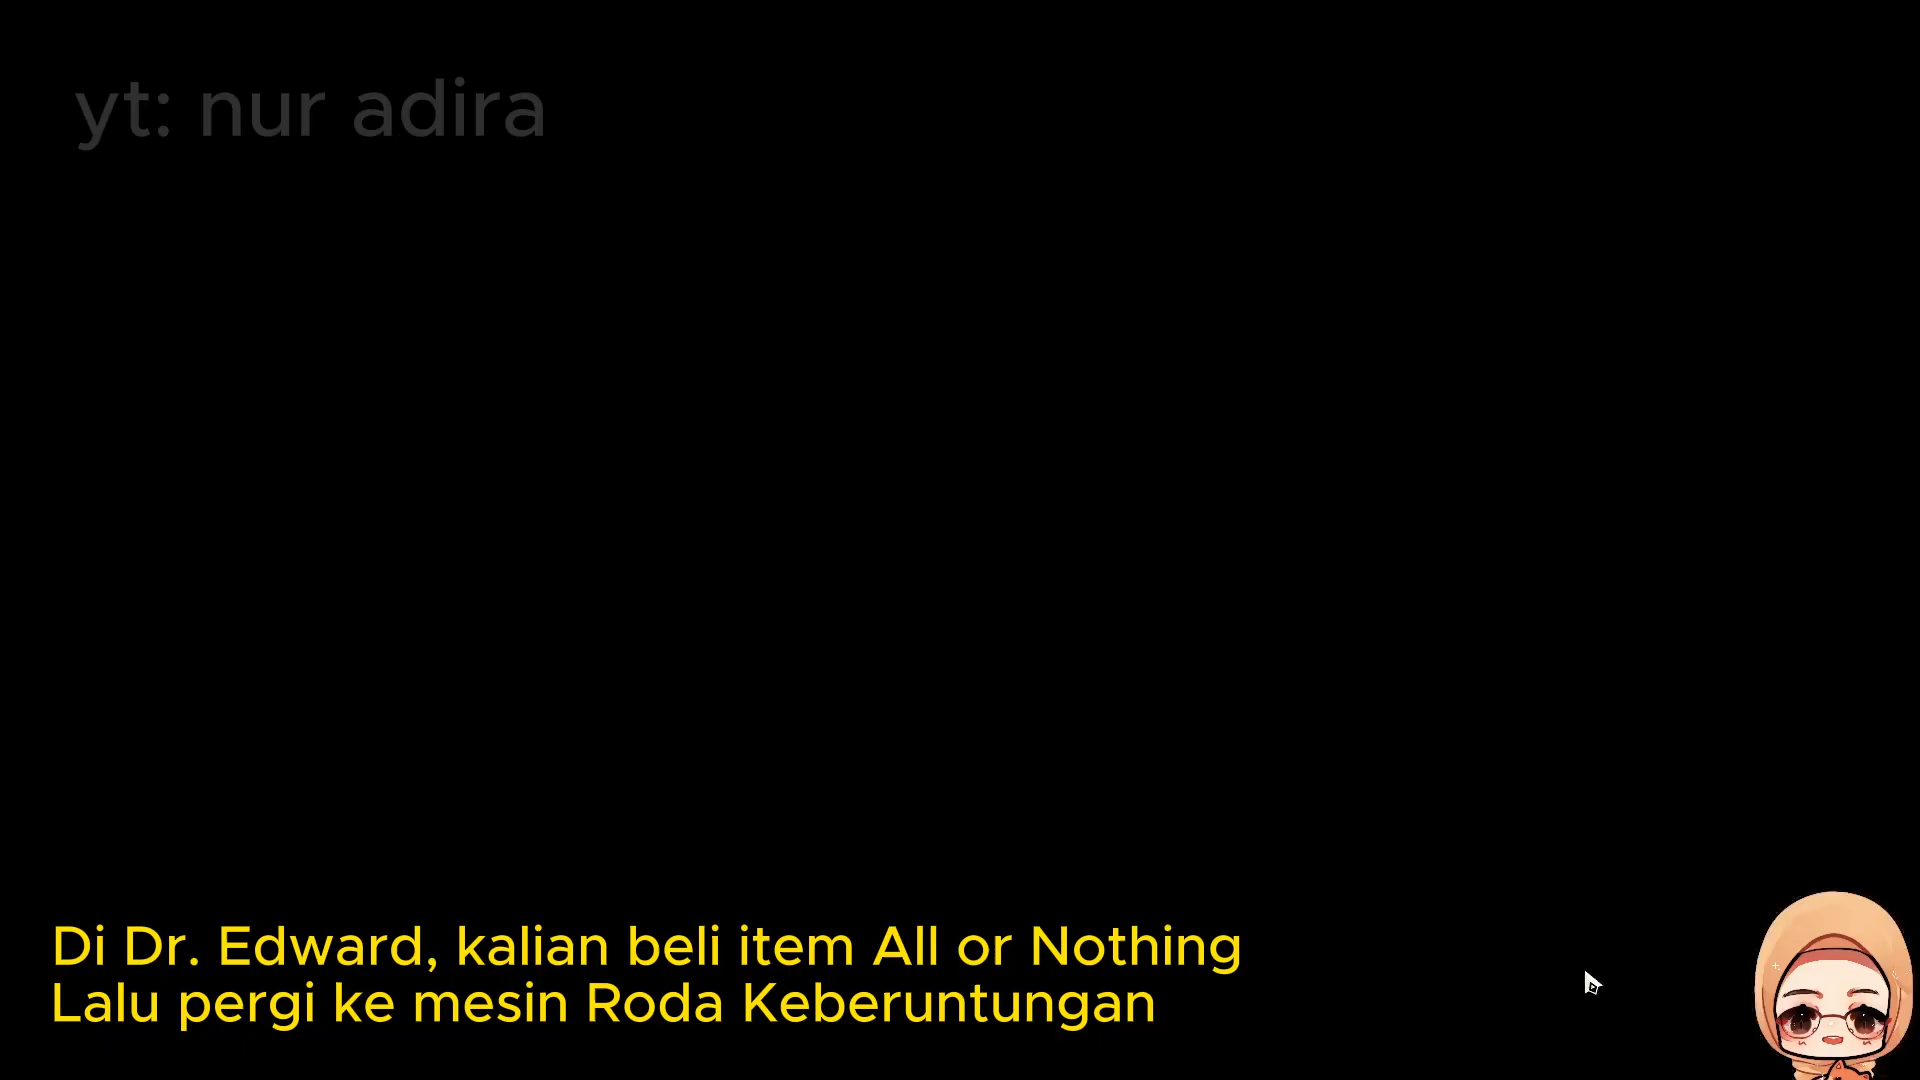 yt: nur adira
Di Dr. Edward, kalian beli item All or Nothing
Lalu pergi ke mesin Roda Keberuntungan